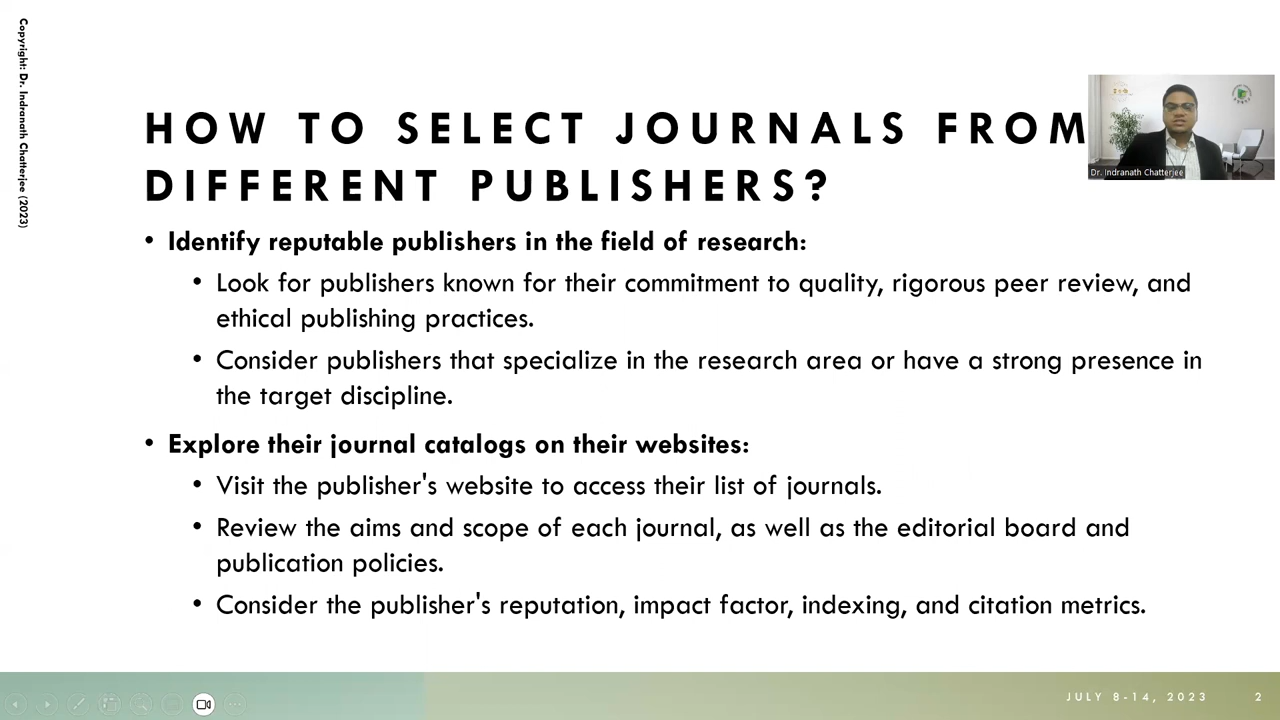 Copyright: Dr. Indranath Chatterjee (2023)
HOW TO SELECT JOURNALS FROM
DIFFERENT PUBLISHERS?
Dr. Indranath Chatterjee
• Identify reputable publishers in the field of research:
• Look for publishers known for their commitment to quality, rigorous peer review, and
ethical publishing practices.
• Consider publishers that specialize in the research area or have a strong presence in
the target discipline.
• Explore their journal catalogs on their websites:
• Visit the publisher's website to access their list of journals.
• Review the aims and scope of each journal, as well as the editorial board and
publication policies.
• Consider the publisher's reputation, impact factor, indexing, and citation metrics.
JULY 8-14, 2023 2